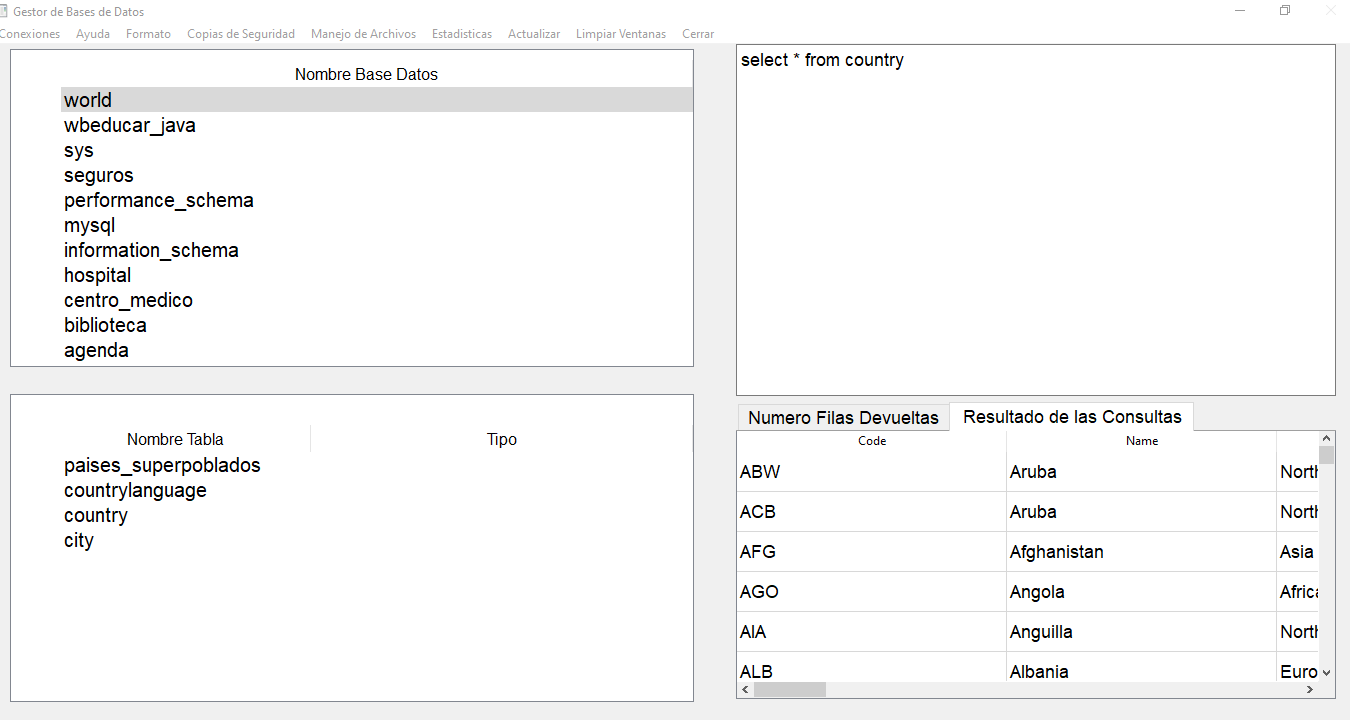 Gestor de Bases de Datos
Conexiones Ayuda Formato Copias de Seguridad Manejo de Archivos Estadisticas Actualizar Limpiar Ventanas Cerrar
Nombre Base Datos
world
wbeducar_java
sys
seguros
performance_schema
mysql
information_schema
hospital
centro_medico
biblioteca
agenda
Nombre Tabla Tipo
paises_superpoblados
countrylanguage
country
city
select * from country
Numero Filas Devueltas Resultado de las Consultas
Code Name
ABW Aruba North
ACB Aruba North
AFG Afghanistan Asia
AGO Angola Africa
AIA Anguilla North
ALB Albania Euro